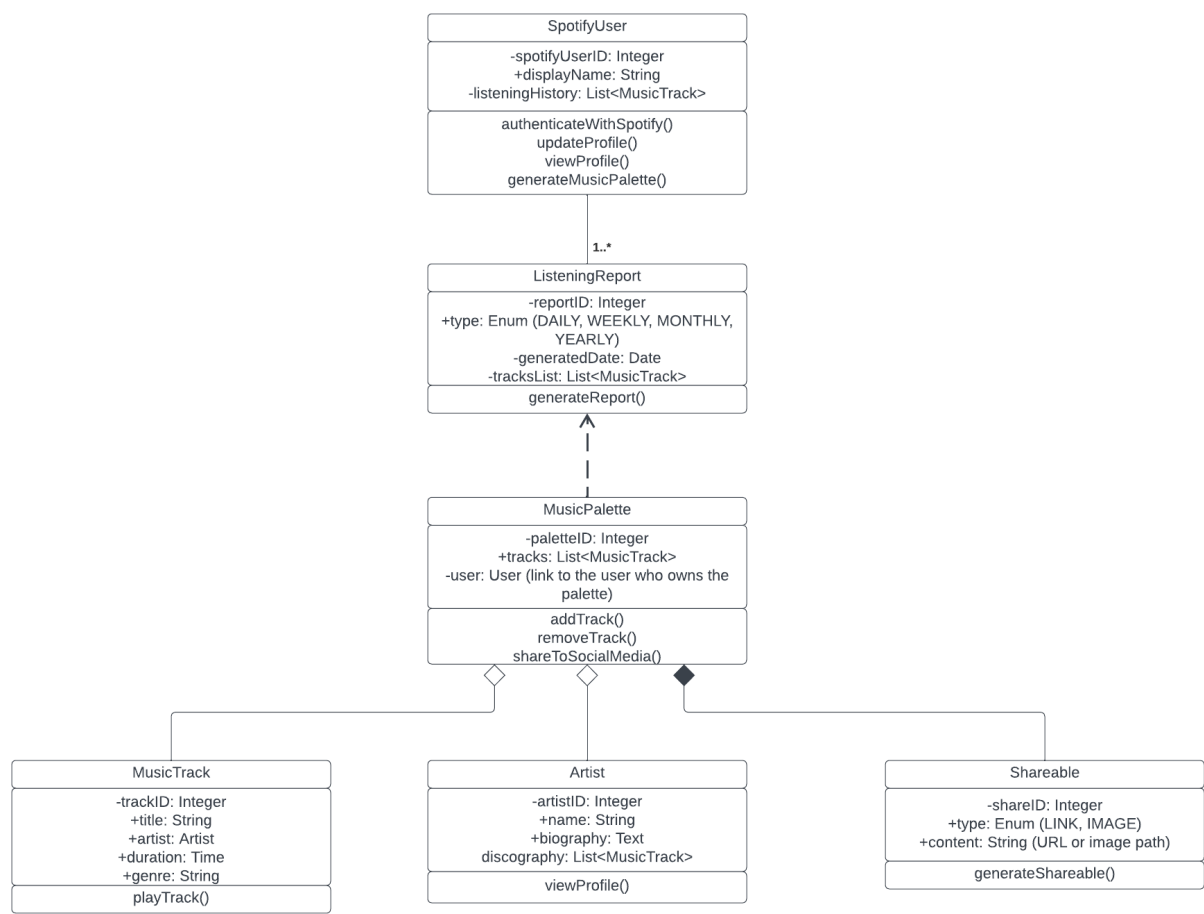 SpotifyUser
-spotifyUserID: Integer
+displayName: String
-listeningHistory: List<MusicTrack>
authenticateWithSpotify()
updateProfile()
viewProfile()
generateMusicPalette()
1..*
ListeningReport
-reportID: Integer
+type: Enum (DAILY, WEEKLY, MONTHLY,
YEARLY)
-generatedDate: Date
-tracksList: List<MusicTrack>
generateReport()
MusicPalette
-paletteID: Integer
+tracks: List<MusicTrack>
-user: User (link to the user who owns the
palette)
addTrack()
removeTrack()
shareToSocialMedia()
MusicTrack
-trackID: Integer
+title: String
+artist: Artist
+duration: Time
+genre: String
playTrack()
Artist
-artistID: Integer
+name: String
+biography: Text
discography: List<MusicTrack>
viewProfile()
Shareable
-shareID: Integer
+type: Enum (LINK, IMAGE)
+content: String (URL or image path)
generateShareable()